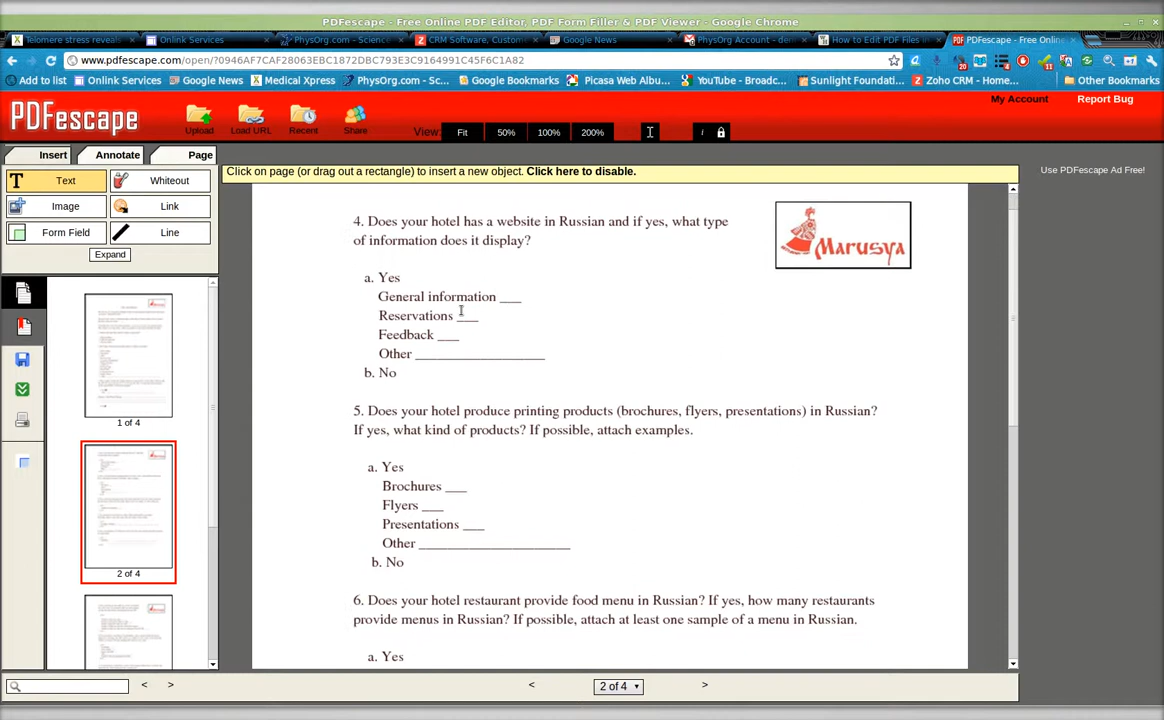 PDFescape - Free Online PDF Editor, PDF Form Filler & PDF Viewer - Google Chrome
Telomere stress reveals
Onlink Services
PhysOrg.com - Science
CRM Software, Custom
Google News
PhysOrg Account - dem
How to Edit PDF Files in
PDFescape - Free Online
www.pdfescape.com/open/?0946AF7CAF28063EBC1872DBC793E3C9164991C45F6C1A82
Add to list
Onlink Services
Google News
Medical Xpress
PhysOrg.com - Sc...
Google Bookmarks
Picasa Web Albu...
YouTube - Broadc...
Sunlight Foundati...
Zoho CRM - Home...
Other Bookmarks
PDFescape
Upload
Load URL
Recent
Share
View:
Fit
50%
100%
200%
i
My Account
Report Bug
Insert
Annotate
Page
Click on page (or drag out a rectangle) to insert a new object. Click here to disable.
Use PDFescape Ad Free!
T Text
Whiteout
Image
Link
Form Field
Line
Expand
1 of 4
2 of 4
Marusya
4. Does your hotel has a website in Russian and if yes, what type
of information does it display?
a. Yes
General information ___
Reservations ___
Feedback ___
Other __________________
b. No
5. Does your hotel produce printing products (brochures, flyers, presentations) in Russian?
If yes, what kind of products? If possible, attach examples.
a. Yes
Brochures ___
Flyers ___
Presentations ___
Other _____________________
b. No
6. Does your hotel restaurant provide food menu in Russian? If yes, how many restaurants
provide menus in Russian? If possible, attach at least one sample of a menu in Russian.
a. Yes
< >
< 2 of 4 >